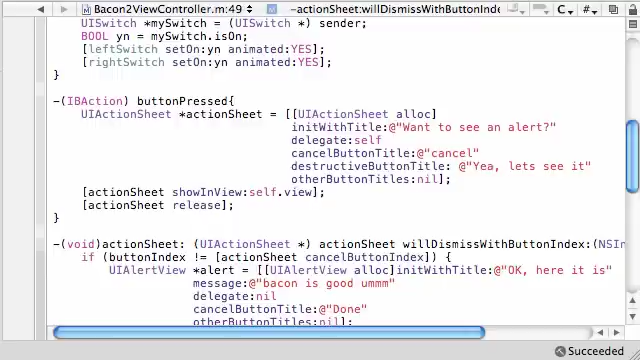 Bacon2ViewController.m:49
-actionSheet:willDismissWithButtonInde
C
#
UISwitch *mySwitch = (UISwitch *) sender;
BOOL yn = mySwitch.isOn;
[leftSwitch setOn:yn animated:YES];
[rightSwitch setOn:yn animated:YES];
}
-(IBAction) buttonPressed{
UIActionSheet *actionSheet = [[UIActionSheet alloc]
initWithTitle:@"Want to see an alert?"
delegate:self
cancelButtonTitle:@"cancel"
destructiveButtonTitle: @"Yea, lets see it"
otherButtonTitles:nil];
[actionSheet showInView:self.view];
[actionSheet release];
}
-(void)actionSheet: (UIActionSheet *) actionSheet willDismissWithButtonIndex:(NSIn
if (buttonIndex != [actionSheet cancelButtonIndex]) {
UIAlertView *alert = [[UIAlertView alloc]initWithTitle:@"OK, here it is"
message:@"bacon is good ummm"
delegate:nil
cancelButtonTitle:@"Done"
otherButtonTitles:nil];
Succeeded